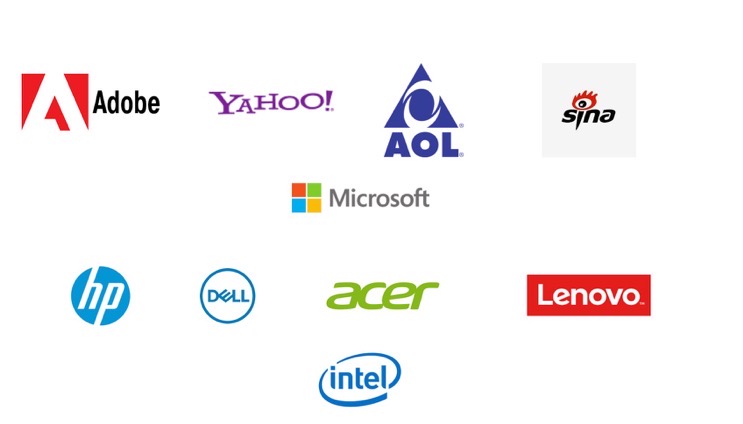 Adobe
YAHOO!
AOL
sina
Microsoft
hp
DELL
acer
Lenovo
intel